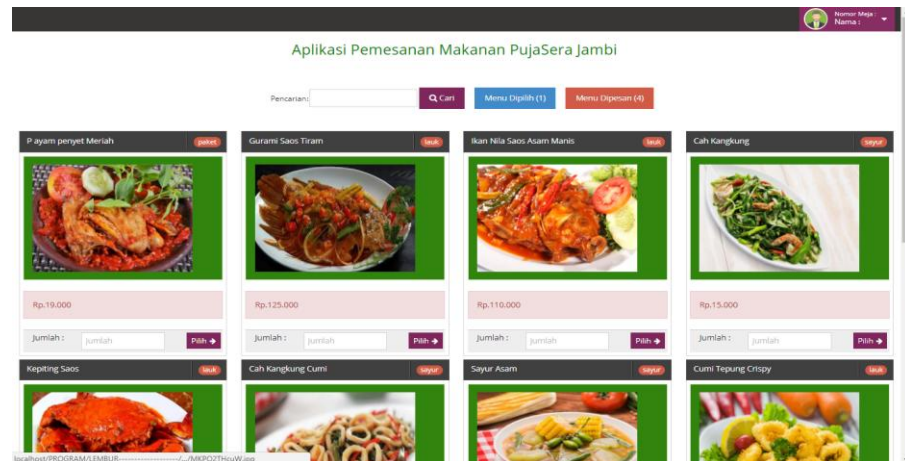 Nomor Meja :
Nama :
Aplikasi Pemesanan Makanan PujaSera Jambi
Pencarian: Cari Menu Dipilih (1) Menu Dipesan (4)
P ayam penyet Meriah paket Gurami Saos Tiram lauk Ikan Nila Saos Asam Manis lauk Cah Kangkung sayur
Rp.19.000 Rp.125.000 Rp.110.000 Rp.15.000
Jumlah : jumlah Pilih Jumlah : jumlah Pilih Jumlah : jumlah Pilih Jumlah : jumlah Pilih
Kepiting Saos lauk Cah Kangkung Cumi sayur Sayur Asam sayur Cumi Tepung Crispy lauk